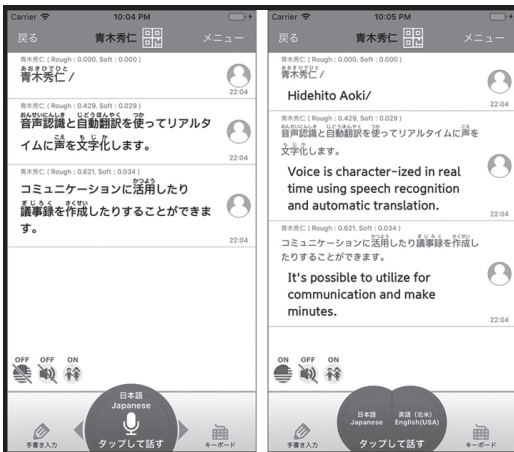 Carrier 10:04 PM
戻る 青木秀仁 メニュー
青木秀仁 ( Rough : 0.000, Soft : 0.000 )
あおきひでひと
青木秀仁 /
22:04
青木秀仁 ( Rough : 0.429. Soft : 0.029 )
おんせいにんしき じどうほんやく つか
音声認識と自動翻訳を使ってリアルタ
こえ もじか
イムに声を文字化します。
22:04
青木秀仁 ( Rough : 0.621, Soft : 0.034 )
かつよう
コミュニケーションに活用したり
ぎじろく さくせい
議事録を作成したりすることができま
す。
22:04
OFF OFF ON
日本語
Japanese
タップして話す
手書き入力
キーボード
Carrier 10:05 PM
戻る 青木秀仁 メニュー
青木秀仁 ( Rough : 0.000, Soft : 0.000 )
あおきひでひと
青木秀仁 /
Hidehito Aoki/
22:04
青木秀仁 ( Rough : 0.429. Soft : 0.029 )
おんせいにんしき じどうほんやく つか こえ
音声認識と自動翻訳を使ってリアルタイムに声を
もじか
文字化します。
Voice is character-ized in real
time using speech recognition
and automatic translation.
22:04
青木秀仁 ( Rough : 0.621. Soft : 0.034 )
かつよう ぎじろく さくせい
コミュニケーションに活用したり議事録を作成し
たりすることができます。
It's possible to utilize for
communication and make
minutes.
22:04
ON OFF ON
日本語 英語（北米）
Japanese English(USA)
タップして話す
手書き入力
キーボード